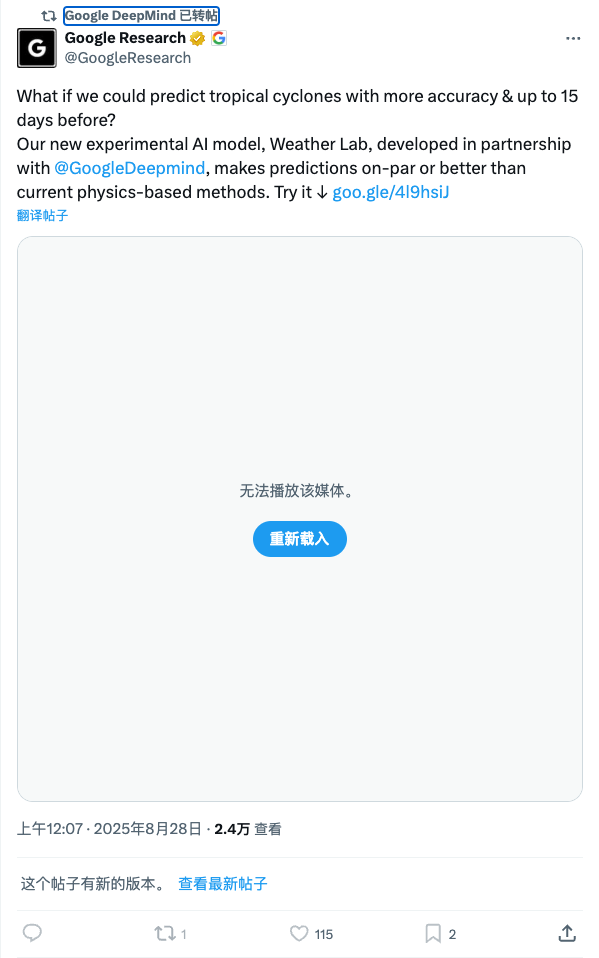 Google DeepMind 已转帖
G
Google Research G
@GoogleResearch
What if we could predict tropical cyclones with more accuracy & up to 15
days before?
Our new experimental AI model, Weather Lab, developed in partnership
with @GoogleDeepmind, makes predictions on-par or better than
current physics-based methods. Try it ↓ goo.gle/4l9hsiJ
翻译帖子
无法播放该媒体。
重新载入
上午12:07 · 2025年8月28日 · 2.4万 查看
这个帖子有新的版本。 查看最新帖子
1 115 2